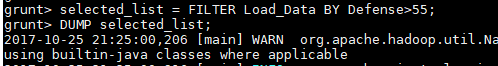 grunt> selected_list = FILTER Load_Data BY Defense>55;
grunt> DUMP selected_list;
2017-10-25 21:25:00,206 [main] WARN  org.apache.hadoop.util.Na
using builtin-java classes where applicable